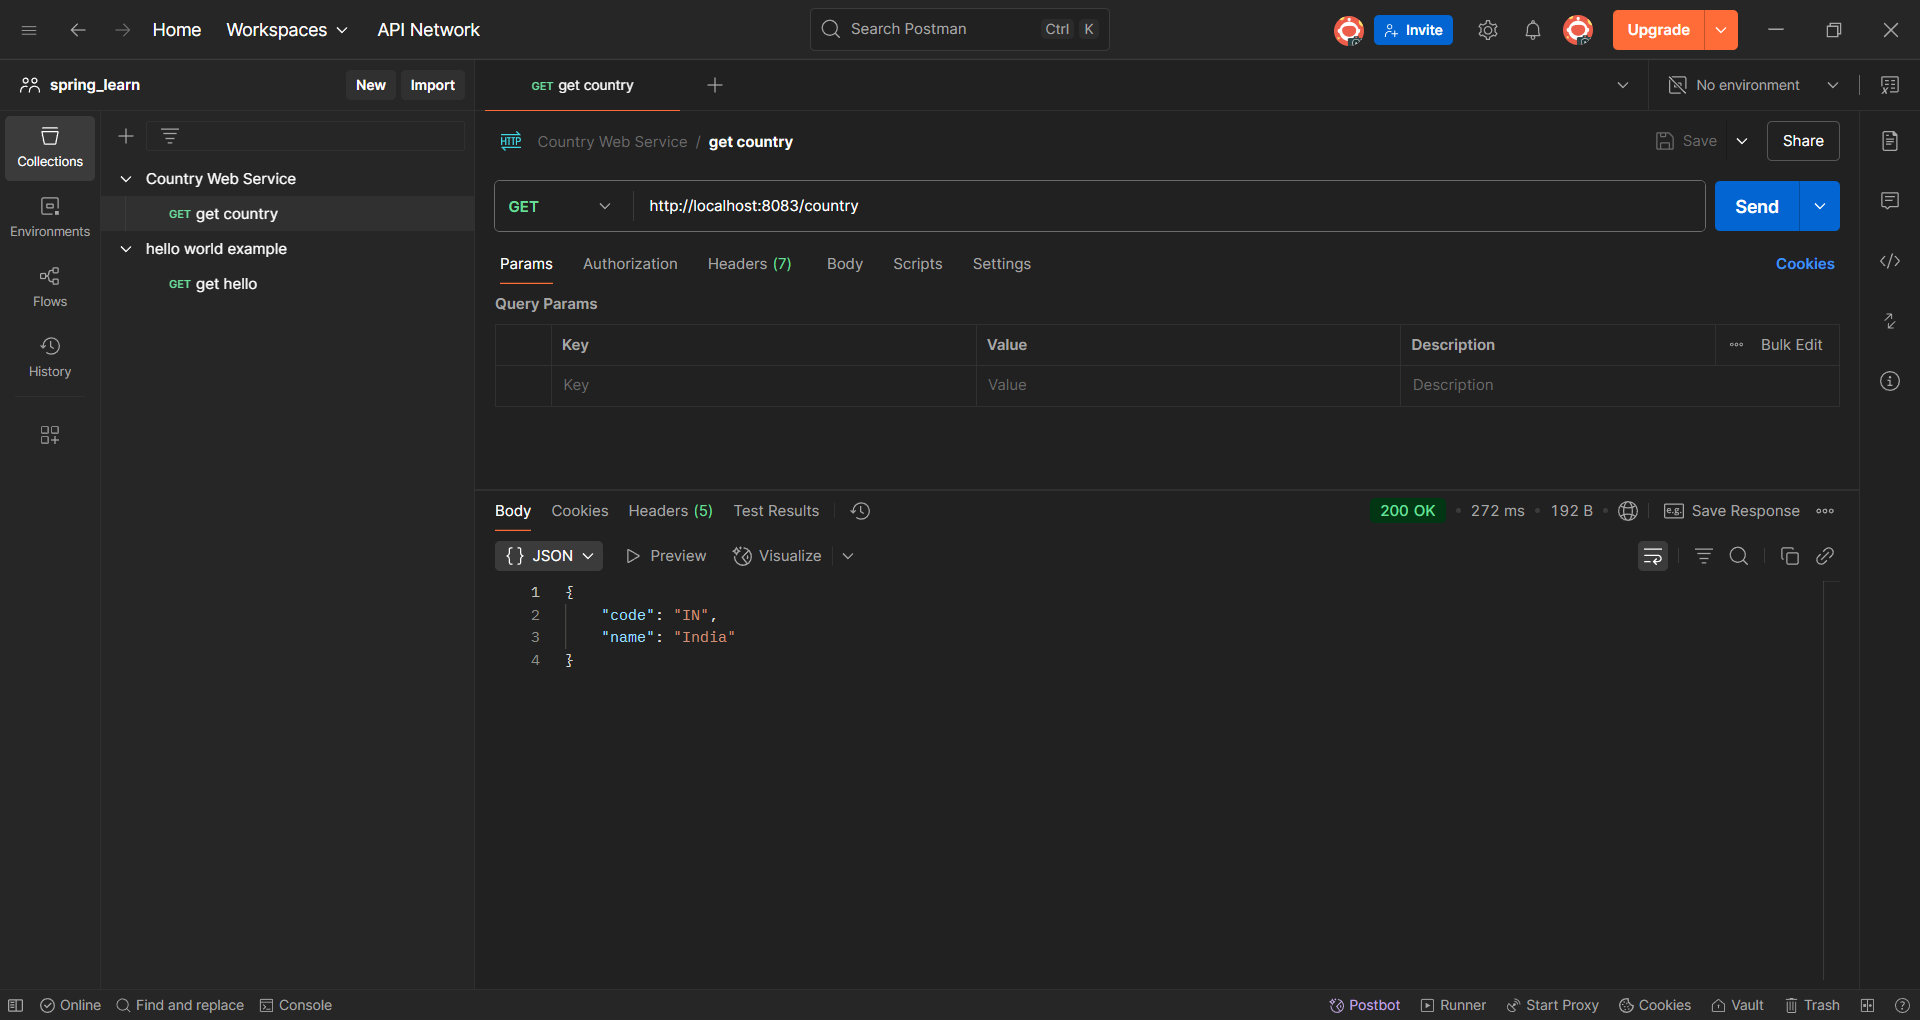 Home Workspaces API Network Search Postman Ctrl K Invite Upgrade
spring_learn New Import GET get country No environment
Collections
Environments
Flows
History
Country Web Service
GET get country
hello world example
GET get hello
HTTP Country Web Service / get country Save Share
GET http://localhost:8083/country Send
Params Authorization Headers (7) Body Scripts Settings Cookies
Query Params
Key Value Description Bulk Edit
Key Value Description
Body Cookies Headers (5) Test Results 200 OK • 272 ms • 192 B e.g. Save Response
{} JSON Preview Visualize
1 {
2 "code": "IN",
3 "name": "India"
4 }
Online Find and replace Console Postbot Runner Start Proxy Cookies Vault Trash